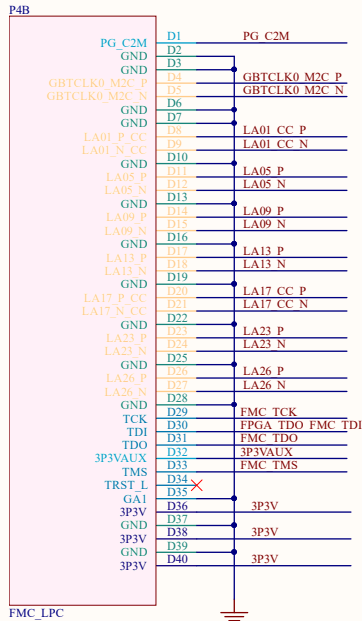 P4B
PG_C2M D1 PG_C2M
GND D2
GND D3
GBTCLK0_M2C_P D4 GBTCLK0_M2C_P
GBTCLK0_M2C_N D5 GBTCLK0_M2C_N
GND D6
GND D7
LA01_P_CC D8 LA01_CC_P
LA01_N_CC D9 LA01_CC_N
GND D10
LA05_P D11 LA05_P
LA05_N D12 LA05_N
GND D13
LA09_P D14 LA09_P
LA09_N D15 LA09_N
GND D16
LA13_P D17 LA13_P
LA13_N D18 LA13_N
GND D19
LA17_P_CC D20 LA17_CC_P
LA17_N_CC D21 LA17_CC_N
GND D22
LA23_P D23 LA23_P
LA23_N D24 LA23_N
GND D25
LA26_P D26 LA26_P
LA26_N D27 LA26_N
GND D28
TCK D29 FMC_TCK
TDI D30 FPGA_TDO_FMC_TDI
TDO D31 FMC_TDO
3P3VAUX D32 3P3VAUX
TMS D33 FMC_TMS
TRST_L D34
GA1 D35
3P3V D36 3P3V
GND D37
3P3V D38 3P3V
GND D39
3P3V D40 3P3V
FMC_LPC